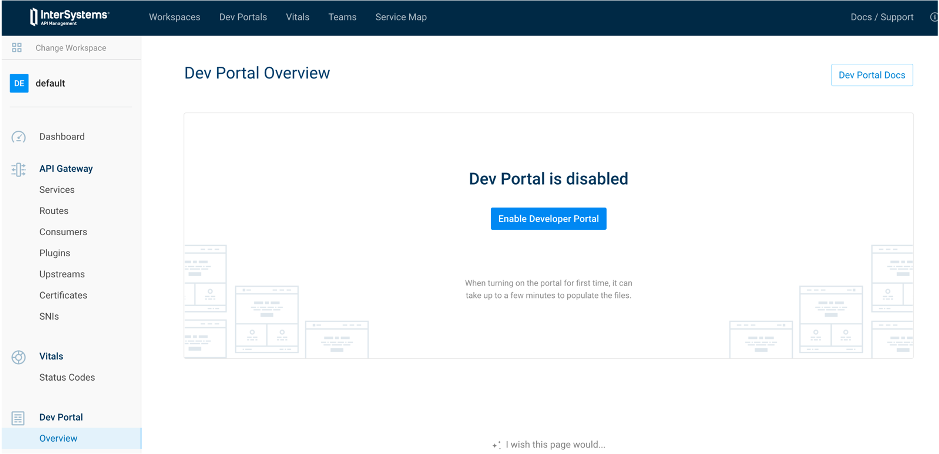 InterSystems
API Management
Workspaces Dev Portals Vitals Teams Service Map Docs / Support
Change Workspace
DE default
Dashboard
API Gateway
Services
Routes
Consumers
Plugins
Upstreams
Certificates
SNIs
Vitals
Status Codes
Dev Portal
Overview
Dev Portal Overview
Dev Portal Docs
Dev Portal is disabled
Enable Developer Portal
When turning on the portal for first time, it can
take up to a few minutes to populate the files.
I wish this page would...